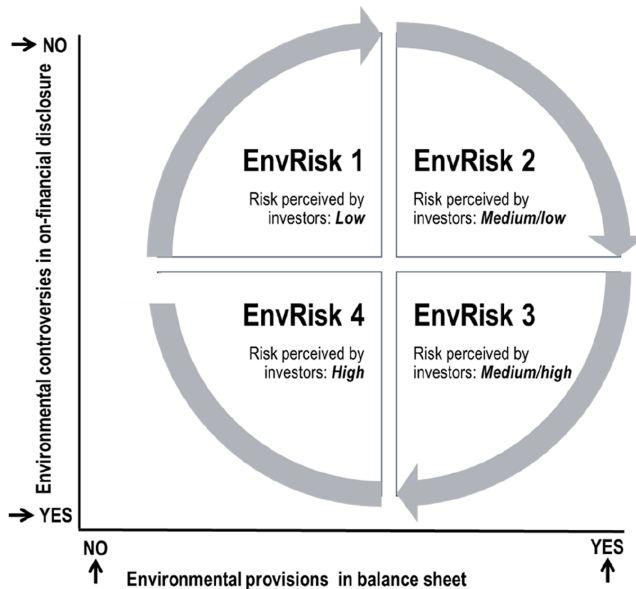 NO
Environmental controversies in on-financial disclosure
EnvRisk 1
Risk perceived by
investors: Low
EnvRisk 2
Risk perceived by
investors: Medium/low
EnvRisk 4
Risk perceived by
investors: High
EnvRisk 3
Risk perceived by
investors: Medium/high
YES
NO
YES
Environmental provisions in balance sheet